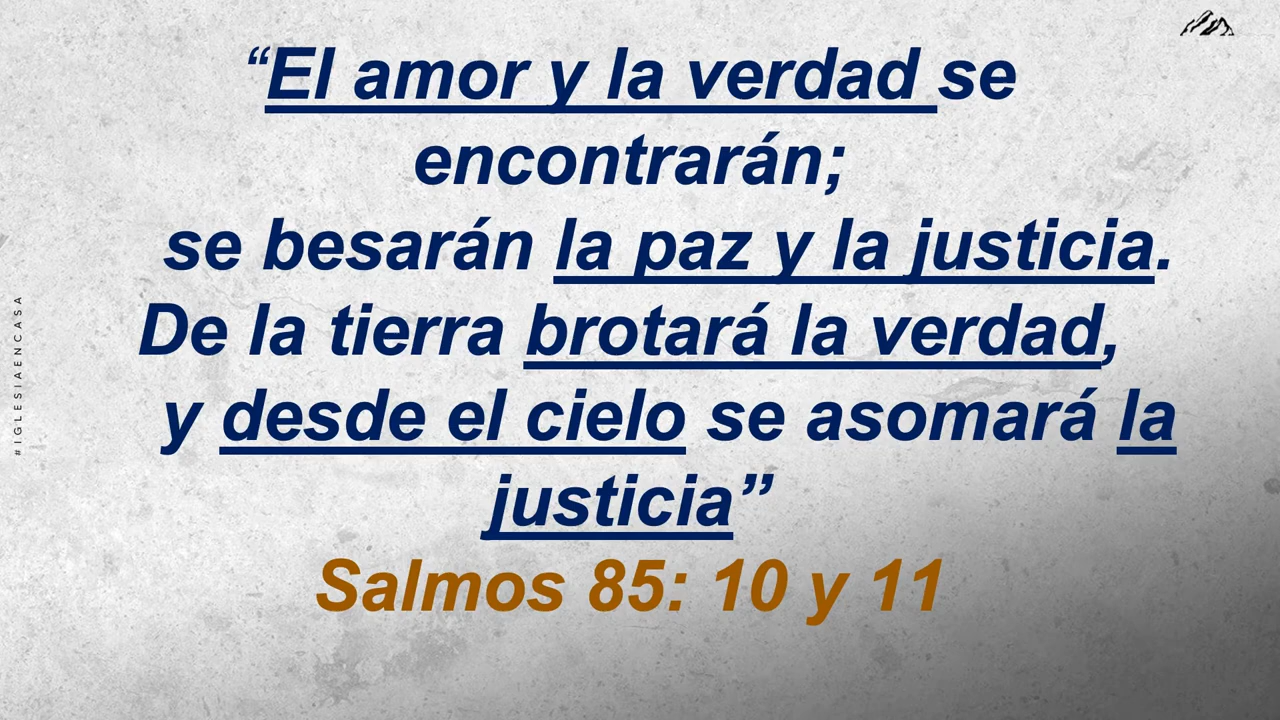 “El amor y la verdad se
encontrarán;
se besarán la paz y la justicia.
De la tierra brotará la verdad,
y desde el cielo se asomará la
justicia”
Salmos 85: 10 y 11
#IGLESIAENCASA